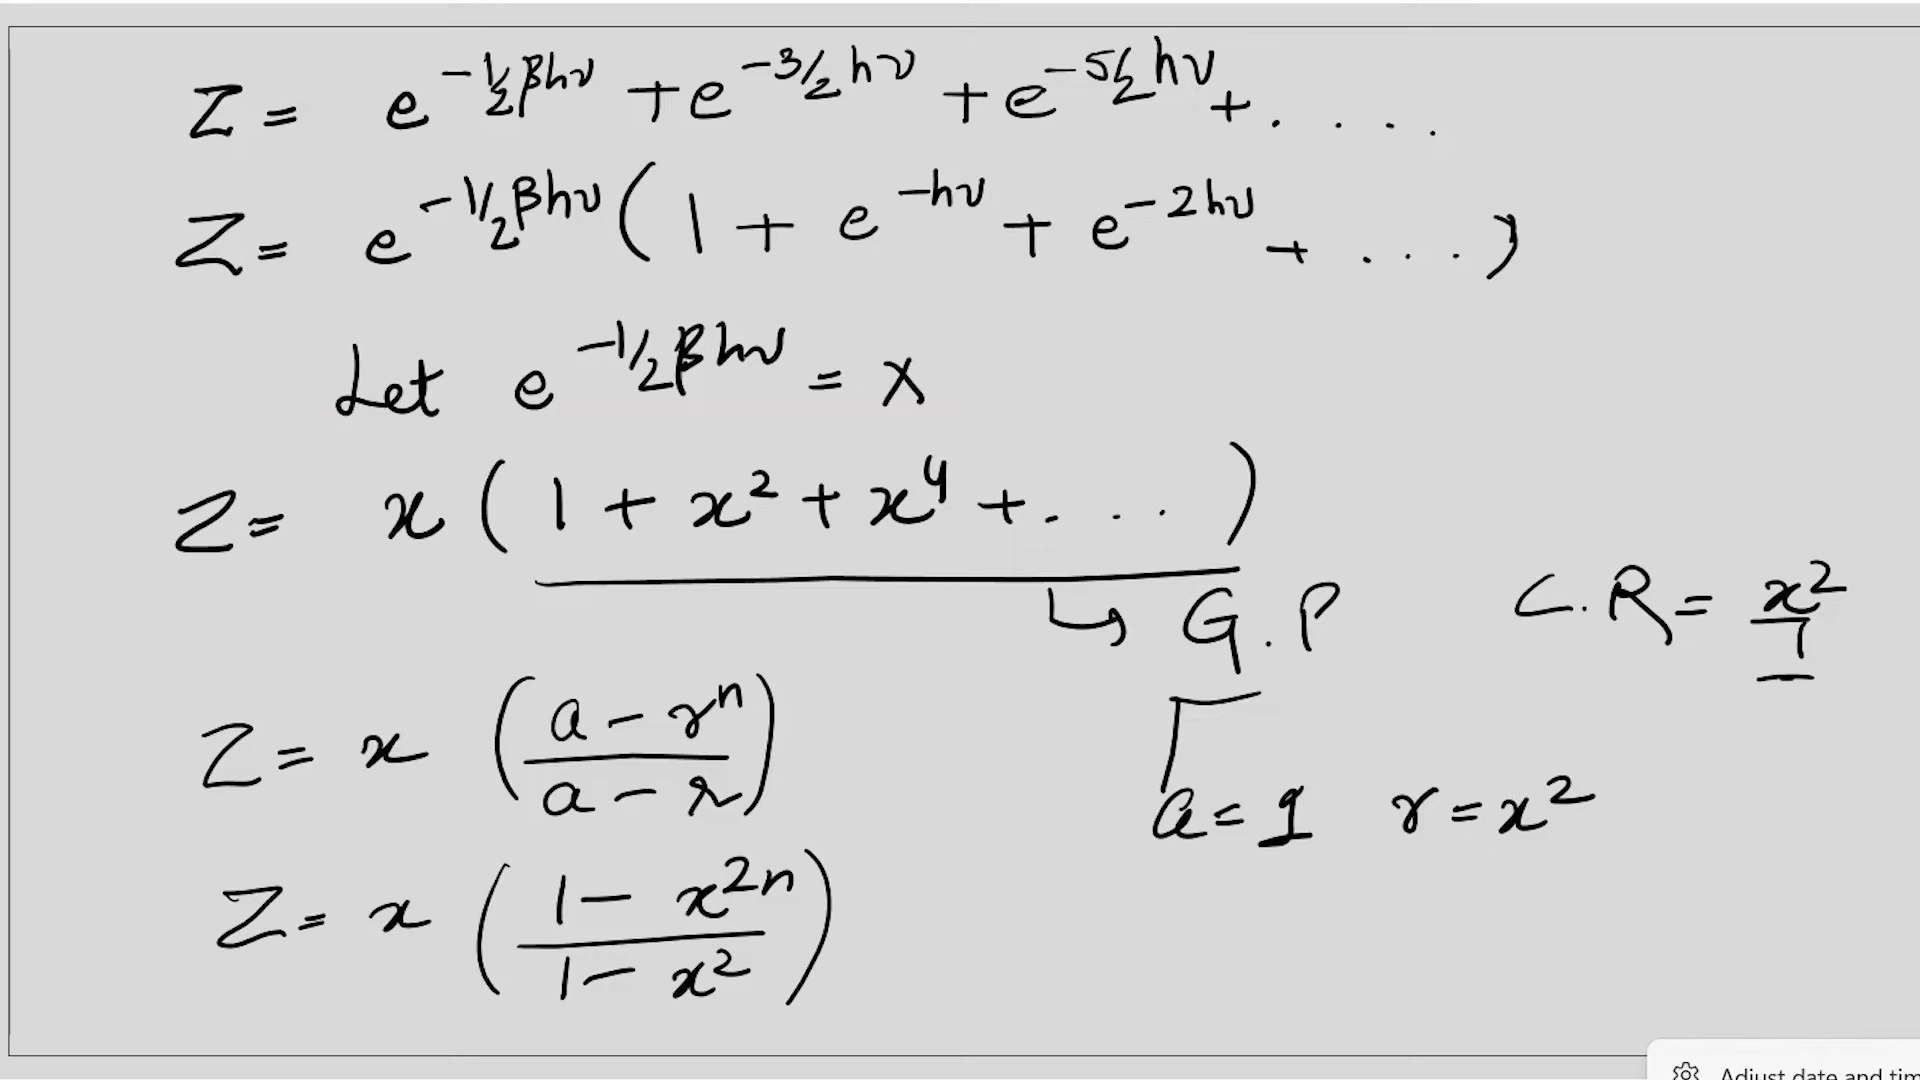 Z = e^{-1/2 βhν} + e^{-3/2 hν} + e^{-5/2 hν} + . . . .
Z = e^{-1/2 βhν} ( 1 + e^{-hν} + e^{-2hν} + . . . . )
Let e^{-1/2 βhν} = x
Z = x ( 1 + x^2 + x^4 + . . . . )
↳ G.P
C.R = x^2/1
Z = x ( (a - r^n)/(a - r) )
a = 1 r = x^2
Z = x ( (1 - x^{2n})/(1 - x^2) )
Adjust date and tim